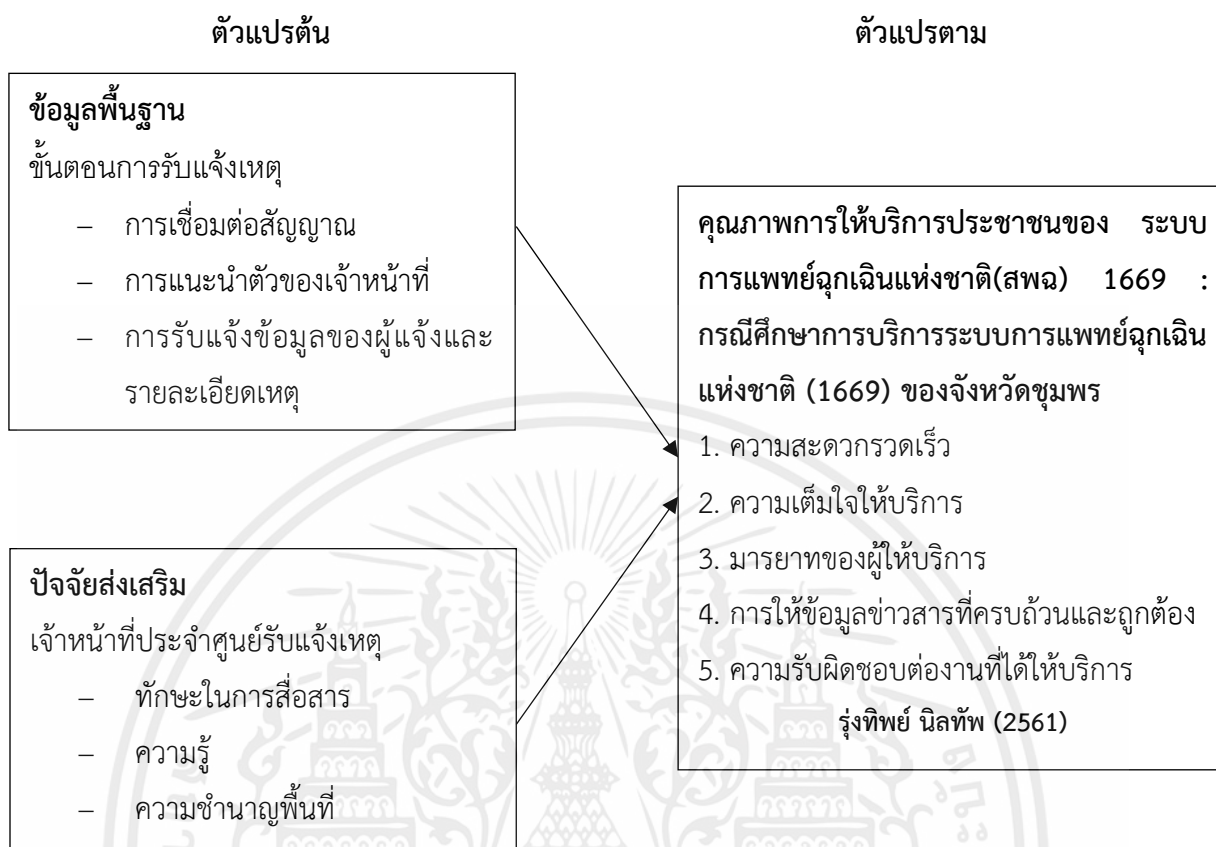 ตัวแปรต้น
ตัวแปรตาม
ข้อมูลพื้นฐาน
ขั้นตอนการรับแจ้งเหตุ
– การเชื่อมต่อสัญญาณ
– การแนะนำตัวของเจ้าหน้าที่
– การรับแจ้งข้อมูลของผู้แจ้งและ
รายละเอียดเหตุ
ปัจจัยส่งเสริม
เจ้าหน้าที่ประจำศูนย์รับแจ้งเหตุ
– ทักษะในการสื่อสาร
– ความรู้
– ความชำนาญพื้นที่
คุณภาพการให้บริการประชาชนของ ระบบ
การแพทย์ฉุกเฉินแห่งชาติ(สพฉ) 1669 :
กรณีศึกษาการบริการระบบการแพทย์ฉุกเฉิน
แห่งชาติ (1669) ของจังหวัดชุมพร
1. ความสะดวกรวดเร็ว
2. ความเต็มใจให้บริการ
3. มารยาทของผู้ให้บริการ
4. การให้ข้อมูลข่าวสารที่ครบถ้วนและถูกต้อง
5. ความรับผิดชอบต่องานที่ได้ให้บริการ
รุ่งทิพย์ นิลทัพ (2561)